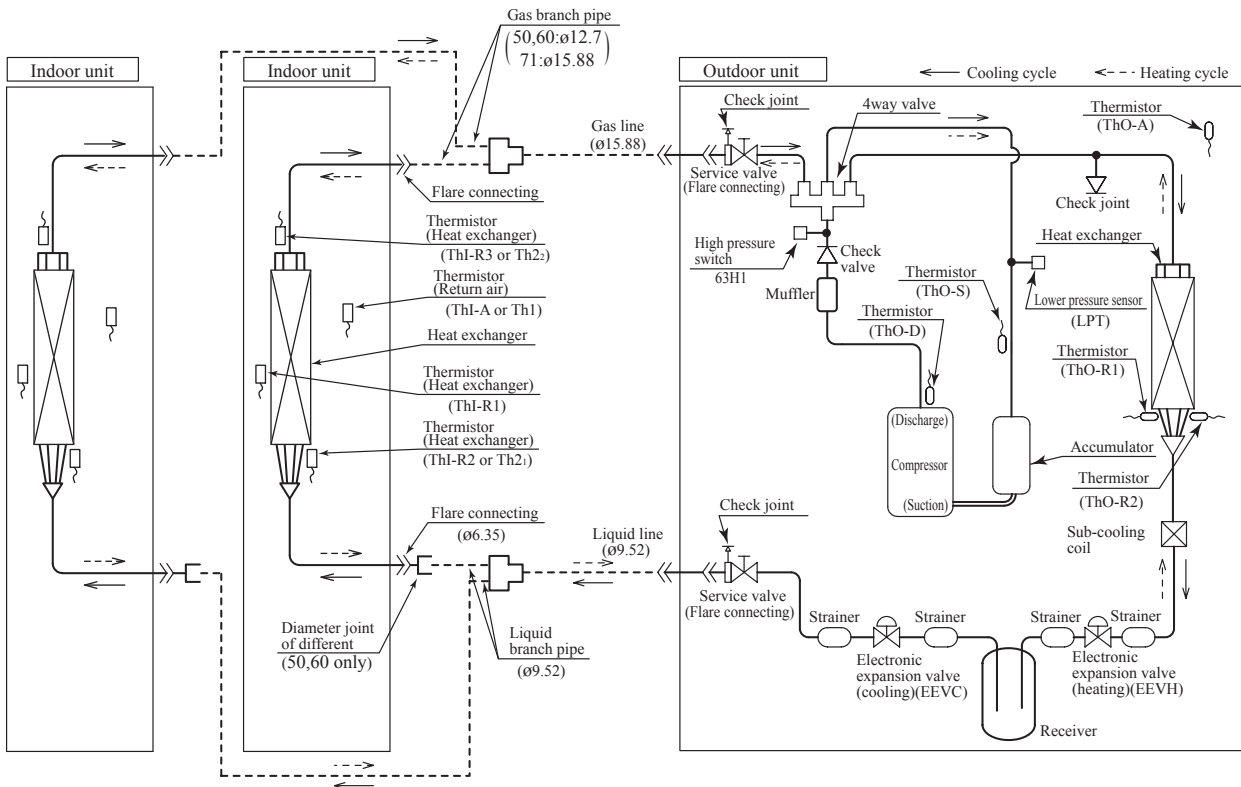 Gas branch pipe
50,60:ø12.7
71:ø15.88
Indoor unit
Indoor unit
Outdoor unit
Cooling cycle
Heating cycle
Check joint
4way valve
Thermistor
(ThO-A)
Gas line
(ø15.88)
Service valve
(Flare connecting)
Check joint
Flare connecting
Thermistor
(Heat exchanger)
(ThI-R3 or Th2₂)
High pressure
switch
63H1
Check
valve
Heat exchanger
Thermistor
(Return air)
(ThI-A or Th1)
Muffler
Thermistor
(ThO-S)
Lower pressure sensor
(LPT)
Thermistor
(ThO-D)
Heat exchanger
Thermistor
(ThO-R1)
Thermistor
(Heat exchanger)
(ThI-R1)
Thermistor
(Heat exchanger)
(ThI-R2 or Th2₁)
(Discharge)
Compressor
(Suction)
Accumulator
Thermistor
(ThO-R2)
Flare connecting
(ø6.35)
Check joint
Liquid line
(ø9.52)
Sub-cooling
coil
Service valve
(Flare connecting)
Strainer
Strainer
Strainer
Strainer
Diameter joint
of different
(50,60 only)
Liquid
branch pipe
(ø9.52)
Electronic
expansion valve
(cooling)(EEVC)
Electronic
expansion valve
(heating)(EEVH)
Receiver